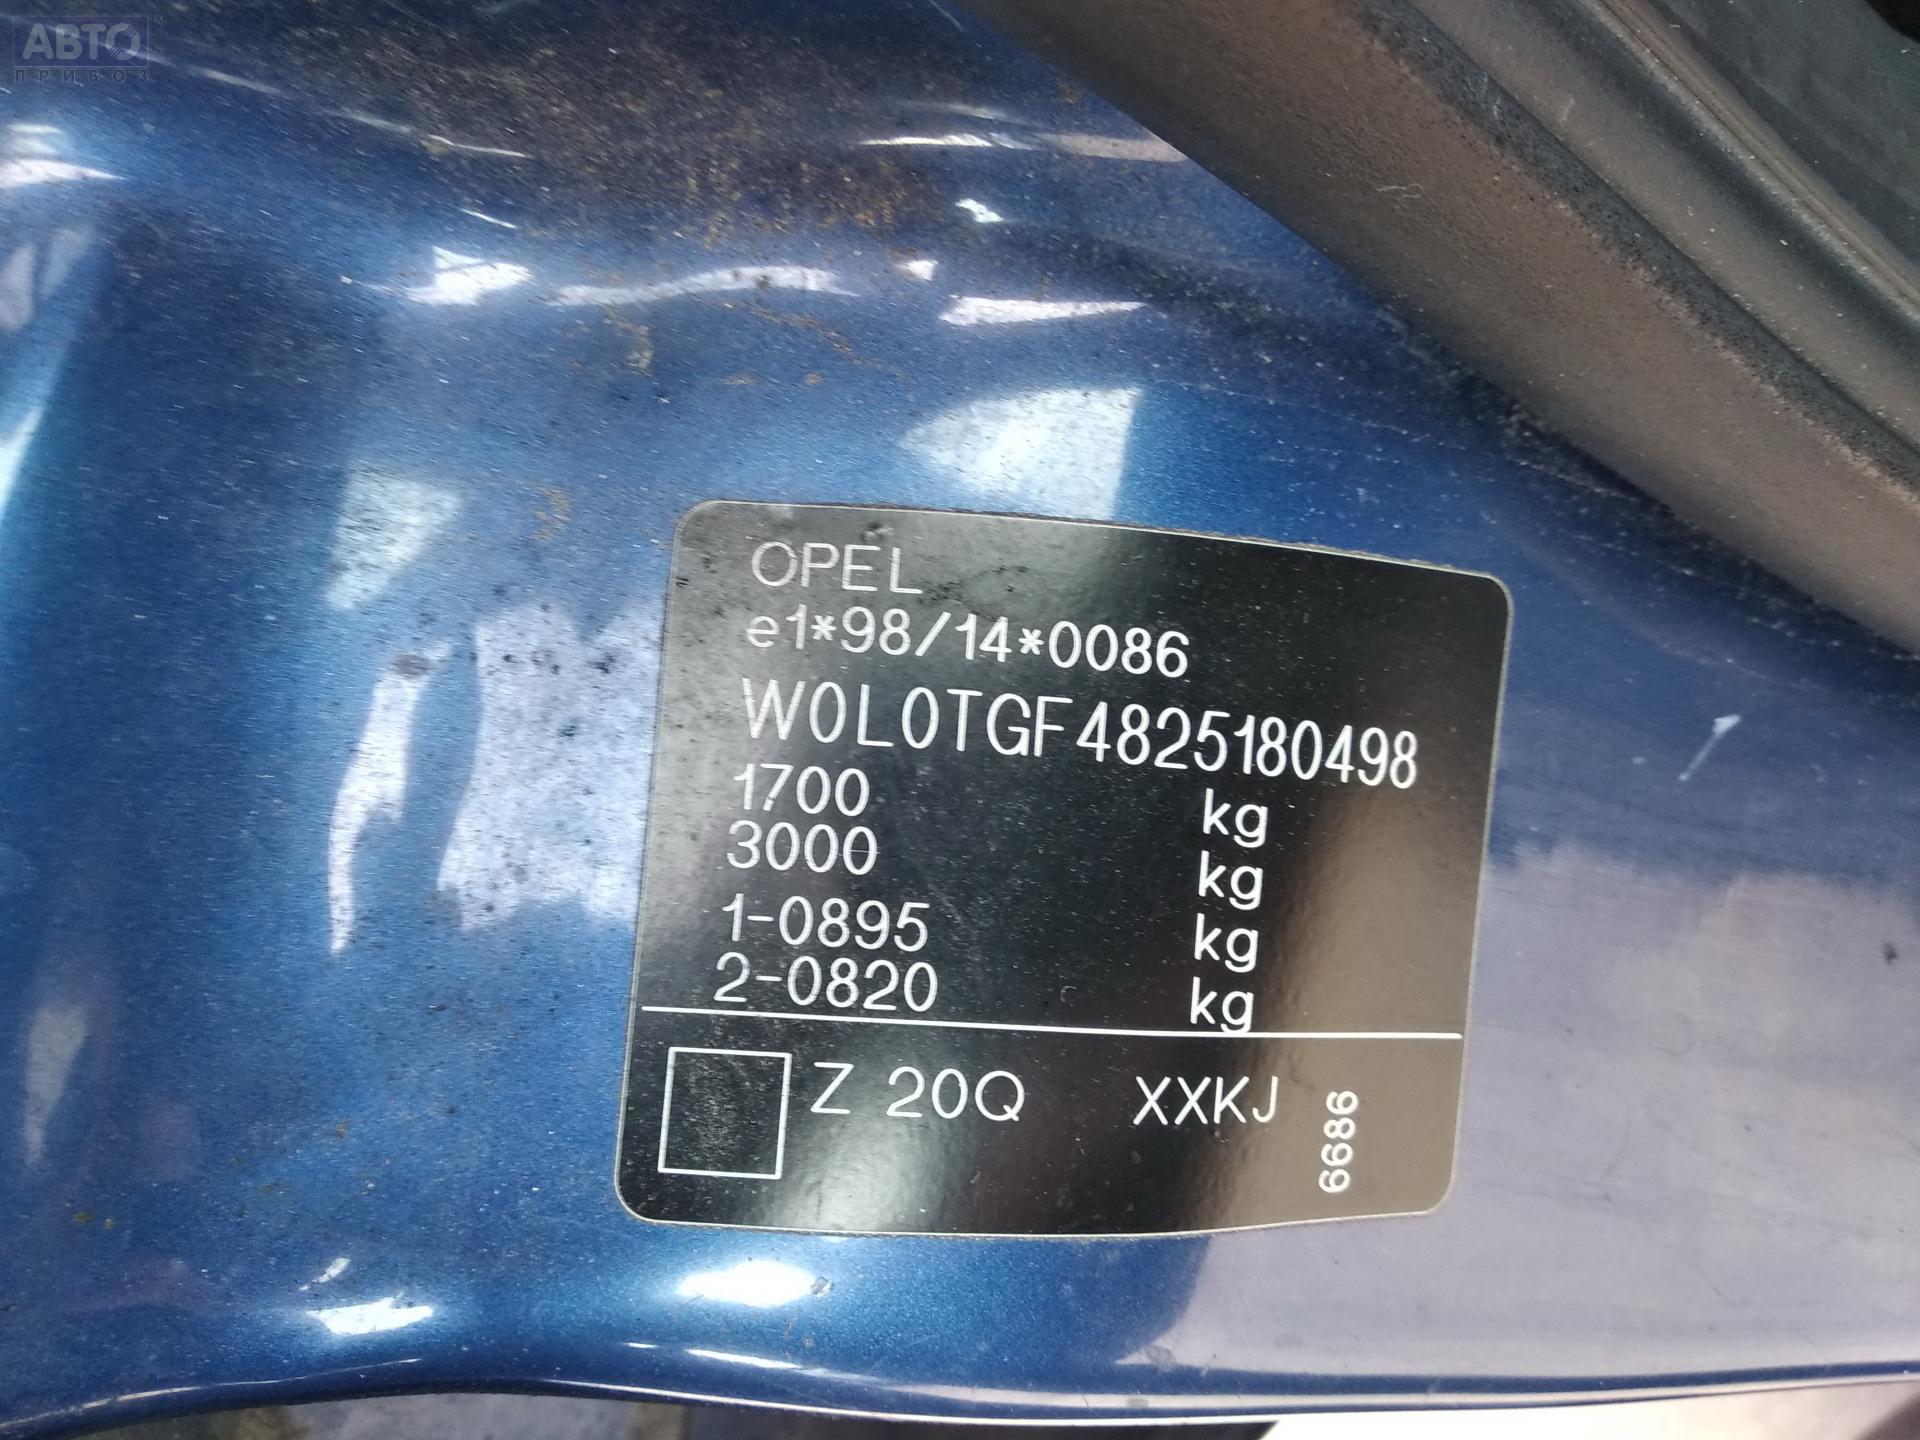 АВТО
ПРИВОЗ
OPEL
e1*98/14*0086
W0L0TGF4825180498
1700 kg
3000 kg
1-0895 kg
2-0820 kg
Z 20Q XXKJ
6686